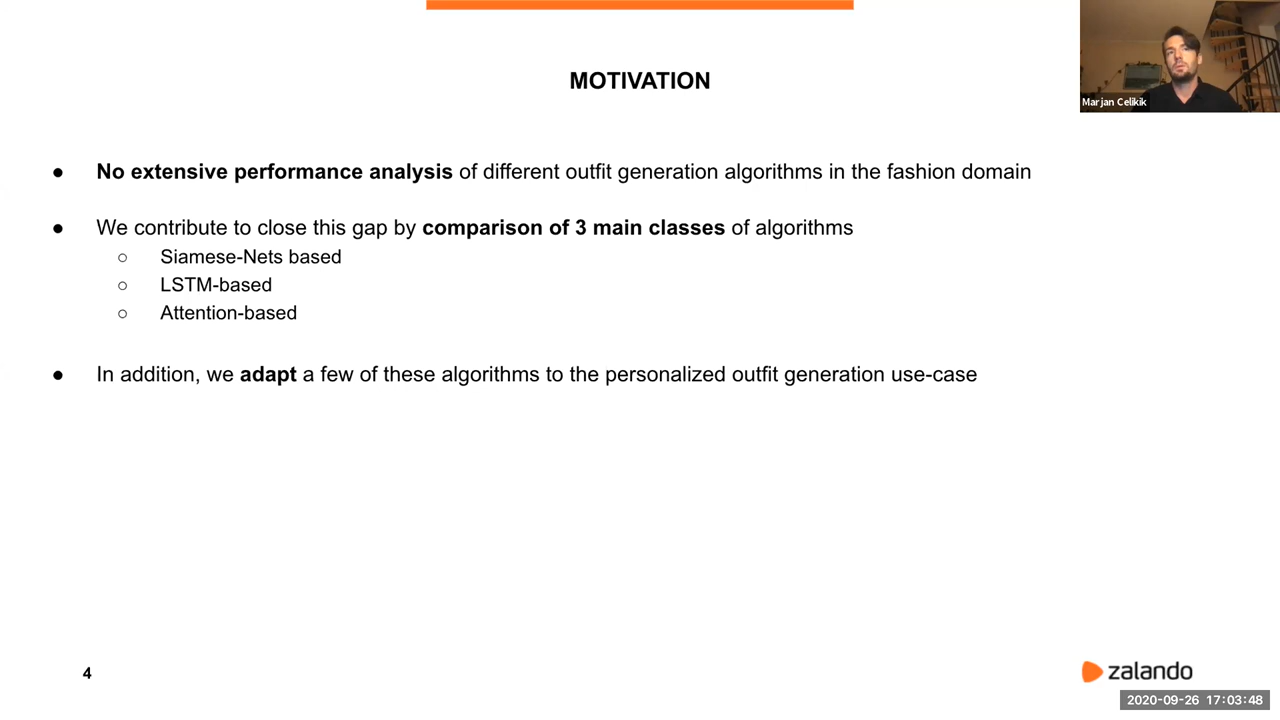 MOTIVATION
Marjan Celikik
● No extensive performance analysis of different outfit generation algorithms in the fashion domain
● We contribute to close this gap by comparison of 3 main classes of algorithms
○ Siamese-Nets based
○ LSTM-based
○ Attention-based
● In addition, we adapt a few of these algorithms to the personalized outfit generation use-case
4
zalando
2020-09-26 17:03:48